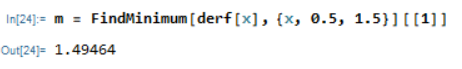 In[24]:= m = FindMinimum[derf[x], {x, 0.5, 1.5}][[1]]
Out[24]= 1.49464